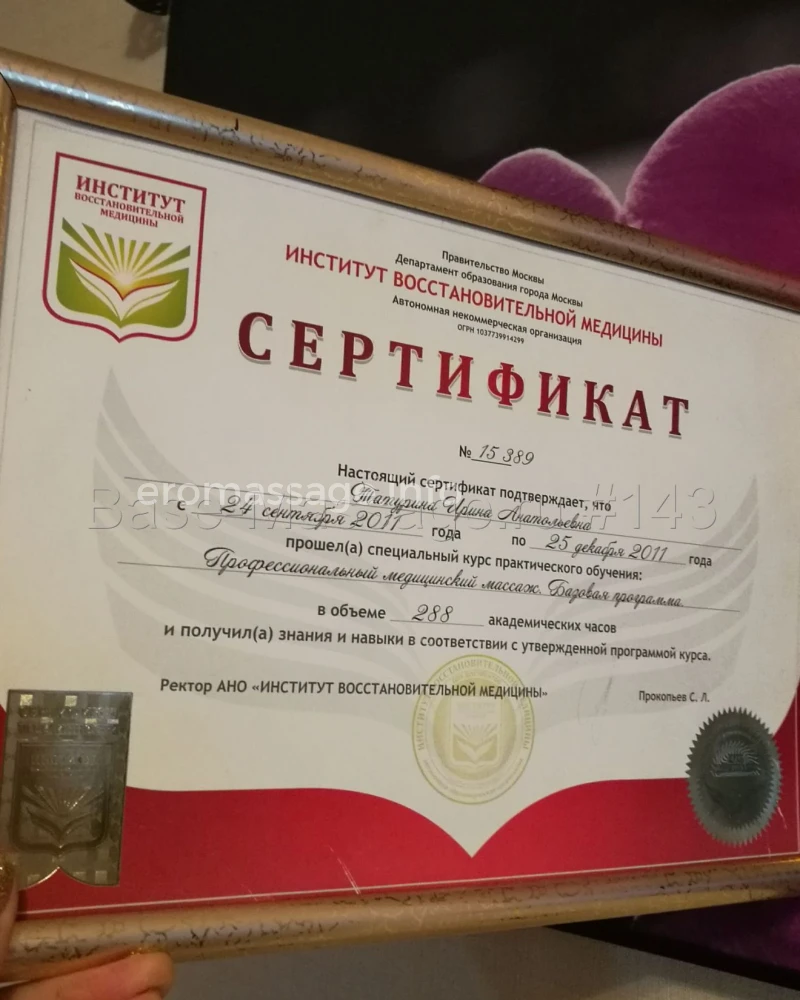 ИНСТИТУТ
ВОССТАНОВИТЕЛЬНОЙ
МЕДИЦИНЫ
Правительство Москвы
Департамент образования города Москвы
ИНСТИТУТ ВОССТАНОВИТЕЛЬНОЙ МЕДИЦИНЫ
Автономная некоммерческая организация
ОГРН 1037739914299
СЕРТИФИКАТ
№ 15 389
Настоящий сертификат подтверждает, что
Ирина Анатольевна
с 24 сентября 2011 года по 25 декабря 2011 года
прошел(а) специальный курс практического обучения:
Профессиональный медицинский массаж. Базовая программа
в объеме 288 академических часов
и получил(а) знания и навыки в соответствии с утвержденной программой курса.
Ректор АНО «ИНСТИТУТ ВОССТАНОВИТЕЛЬНОЙ МЕДИЦИНЫ» Прокопьев С. Л.
eromassage.info
#143